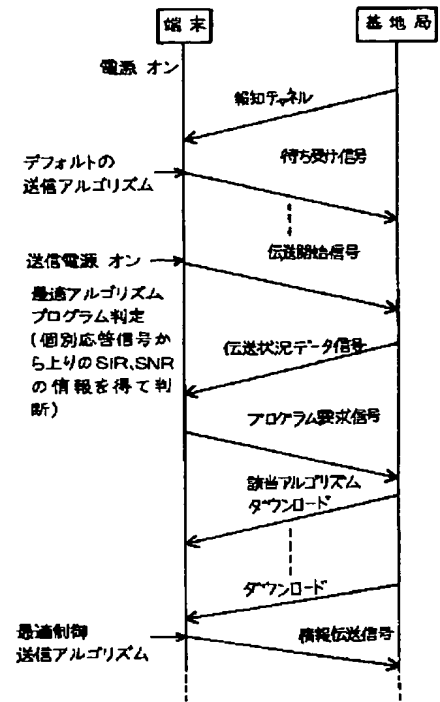 端末
基地局
電源 オン
報知チャネル
待ち受け信号
デフォルトの
送信アルゴリズム
伝送開始信号
送信電源 オン
最適アルゴリズム
プログラム判定
(個別応答信号か
ら上りのSIR、SNR
の情報を得て判
断)
伝送状況データ信号
プログラム要求信号
該当アルゴリズム
ダウンロード
ダウンロード
最適制御
送信アルゴリズム
情報伝送信号